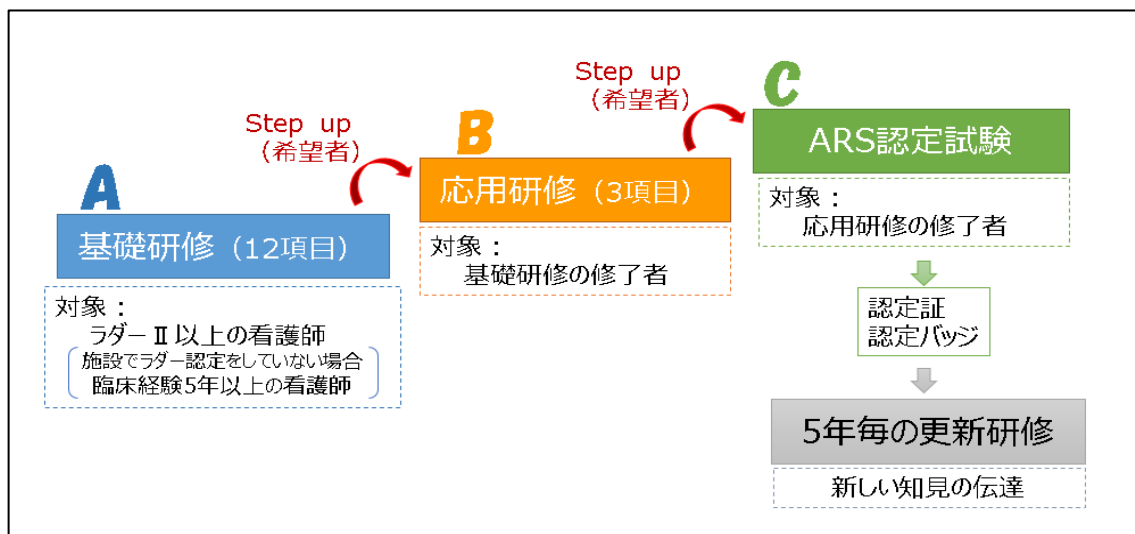 A
基礎研修（12項目）
対象：
ラダーⅡ以上の看護師
施設でラダー認定をしていない場合
臨床経験5年以上の看護師
Step up
（希望者）
B
応用研修（3項目）
対象：
基礎研修の修了者
Step up
（希望者）
C
ARS認定試験
対象：
応用研修の修了者
認定証
認定バッジ
5年毎の更新研修
新しい知見の伝達